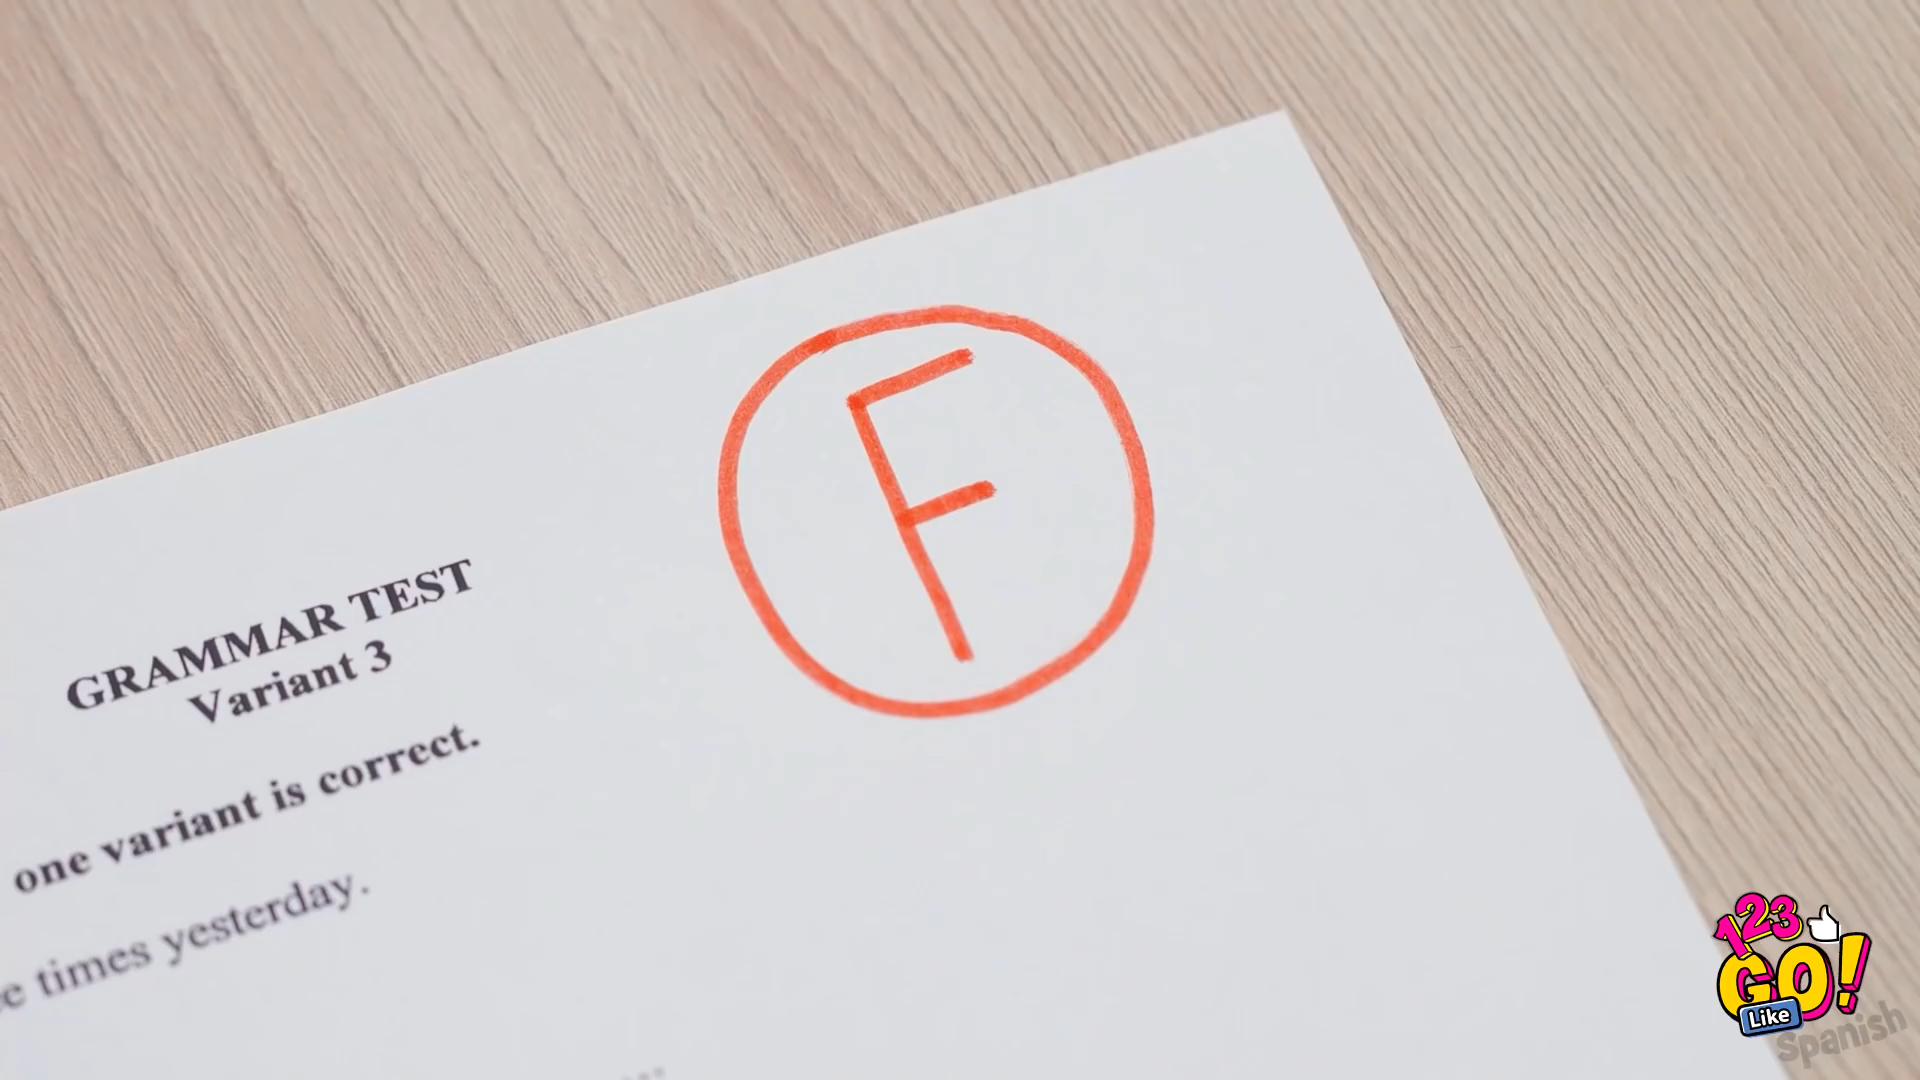 F
GRAMMAR TEST
Variant 3
one variant is correct.
times yesterday.
123
GO!
Like
Spanish